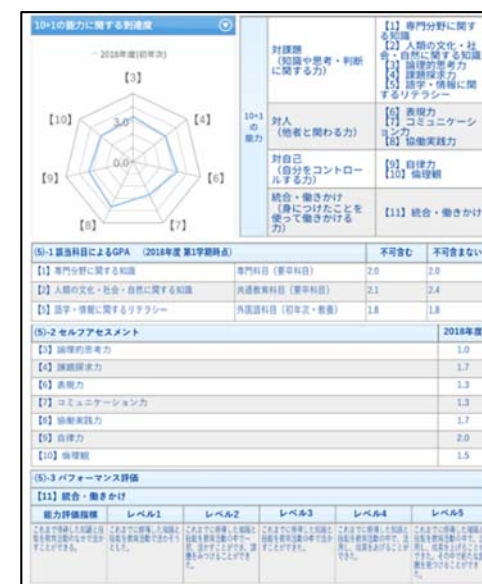 10+1の能力に関する到達度
2018年度(初年次)
【3】
【10】
3.0
【4】
0.0
【9】
【6】
【8】
【7】
10+1
の
能力
対課題
(知識や思考・判断
に関する力)
【1】専門分野に関す
る知識
【2】人類の文化・社
会・自然に関する知識
【3】論理的思考力
【4】課題探求力
【5】語学・情報に関
するリテラシー
対人
(他者と関わる力)
【6】表現力
【7】コミュニケーシ
ョン力
【8】協働実践力
対自己
(自分をコントロー
ルする力)
【9】自律力
【10】倫理観
統合・働きかけ
(身につけたことを
使って働きかける
力)
【11】統合・働きかけ
(5)-1 該当科目によるGPA (2018年度 第1学期時点) 不可含む 不可含まない
【1】専門分野に関する知識 専門科目(要卒科目) 2.0 2.0
【2】人類の文化・社会・自然に関する知識 共通教育科目(要卒科目) 2.1 2.4
【5】語学・情報に関するリテラシー 外国語科目(初年次・教養) 1.8 1.8
(5)-2 セルフアセスメント 2018年度
【3】論理的思考力 1.0
【4】課題探求力 1.7
【6】表現力 1.3
【7】コミュニケーション力 1.3
【8】協働実践力 1.7
【9】自律力 2.0
【10】倫理観 1.5
(5)-3 パフォーマンス評価
【11】統合・働きかけ
能力評価指標 レベル1 レベル2 レベル3 レベル4 レベル5